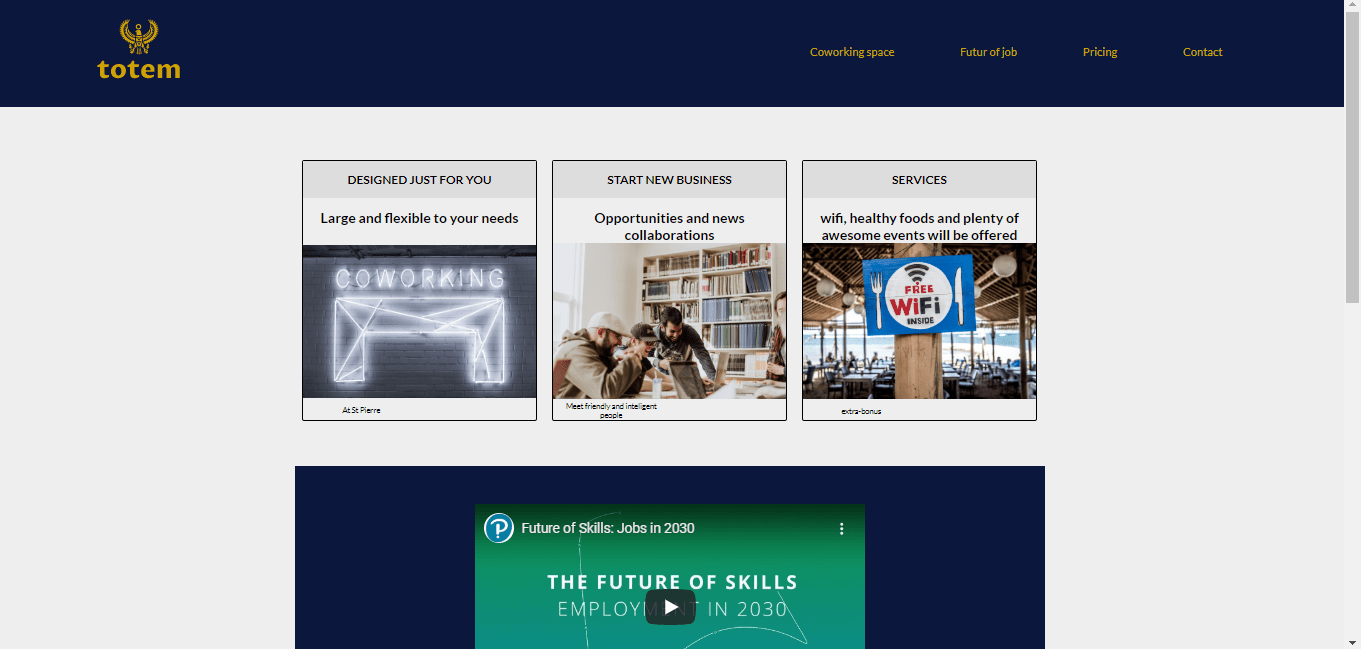 totem
Coworking space
Futur of job
Pricing
Contact
DESIGNED JUST FOR YOU
Large and flexible to your needs
COWORKING
At St Pierre
START NEW BUSINESS
Opportunities and news
collaborations
Meet friendly and inteligent
people
SERVICES
wifi, healthy foods and plenty of
awesome events will be offered
FREE
WiFi
INSIDE
extra-bonus
Future of Skills: Jobs in 2030
THE FUTURE OF SKILLS
EMPLOYMENT IN 2030